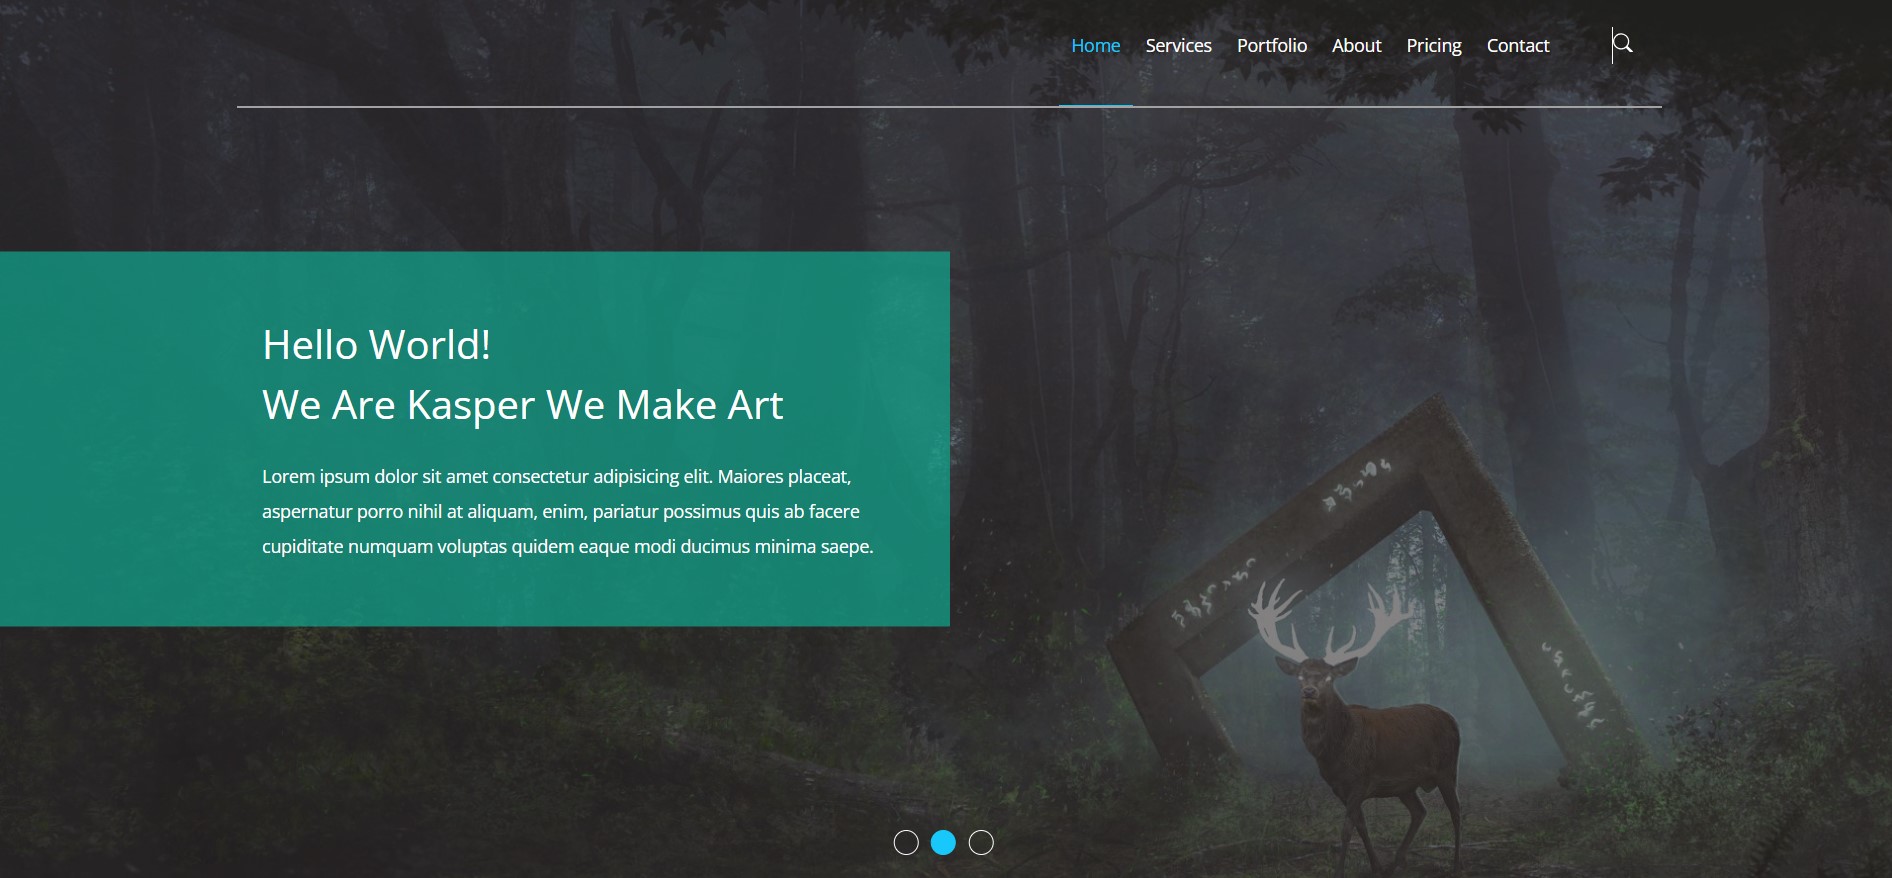 Home Services Portfolio About Pricing Contact
Hello World!
We Are Kasper We Make Art
Lorem ipsum dolor sit amet consectetur adipisicing elit. Maiores placeat,
aspernatur porro nihil at aliquam, enim, pariatur possimus quis ab facere
cupiditate numquam voluptas quidem eaque modi ducimus minima saepe.